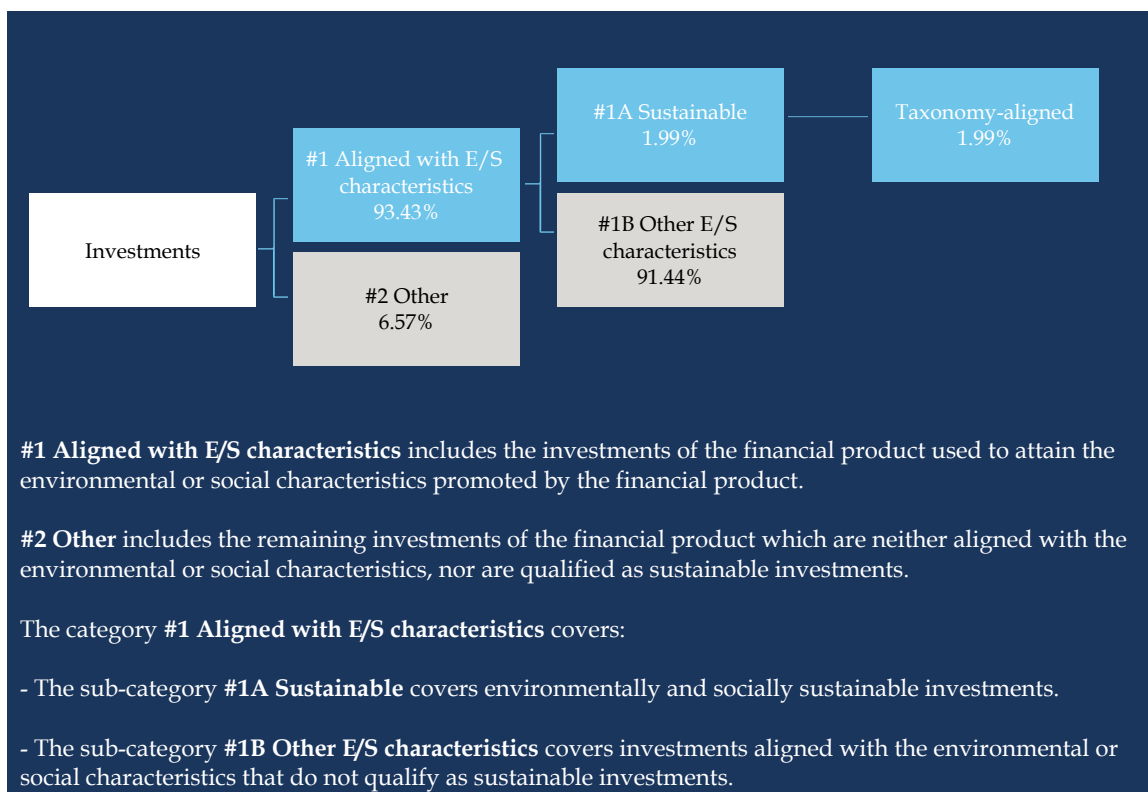 Investments
#1 Aligned with E/S
characteristics
93.43%
#2 Other
6.57%
#1A Sustainable
1.99%
#1B Other E/S
characteristics
91.44%
Taxonomy-aligned
1.99%
#1 Aligned with E/S characteristics includes the investments of the financial product used to attain the
environmental or social characteristics promoted by the financial product.
#2 Other includes the remaining investments of the financial product which are neither aligned with the
environmental or social characteristics, nor are qualified as sustainable investments.
The category #1 Aligned with E/S characteristics covers:
- The sub-category #1A Sustainable covers environmentally and socially sustainable investments.
- The sub-category #1B Other E/S characteristics covers investments aligned with the environmental or
social characteristics that do not qualify as sustainable investments.